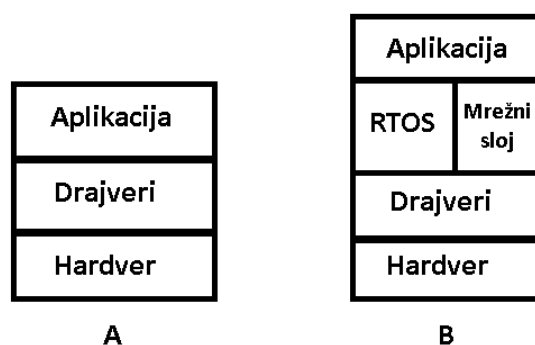 Aplikacija
Drajveri
Hardver
A
Aplikacija
RTOS
Mrežni
sloj
Drajveri
Hardver
B